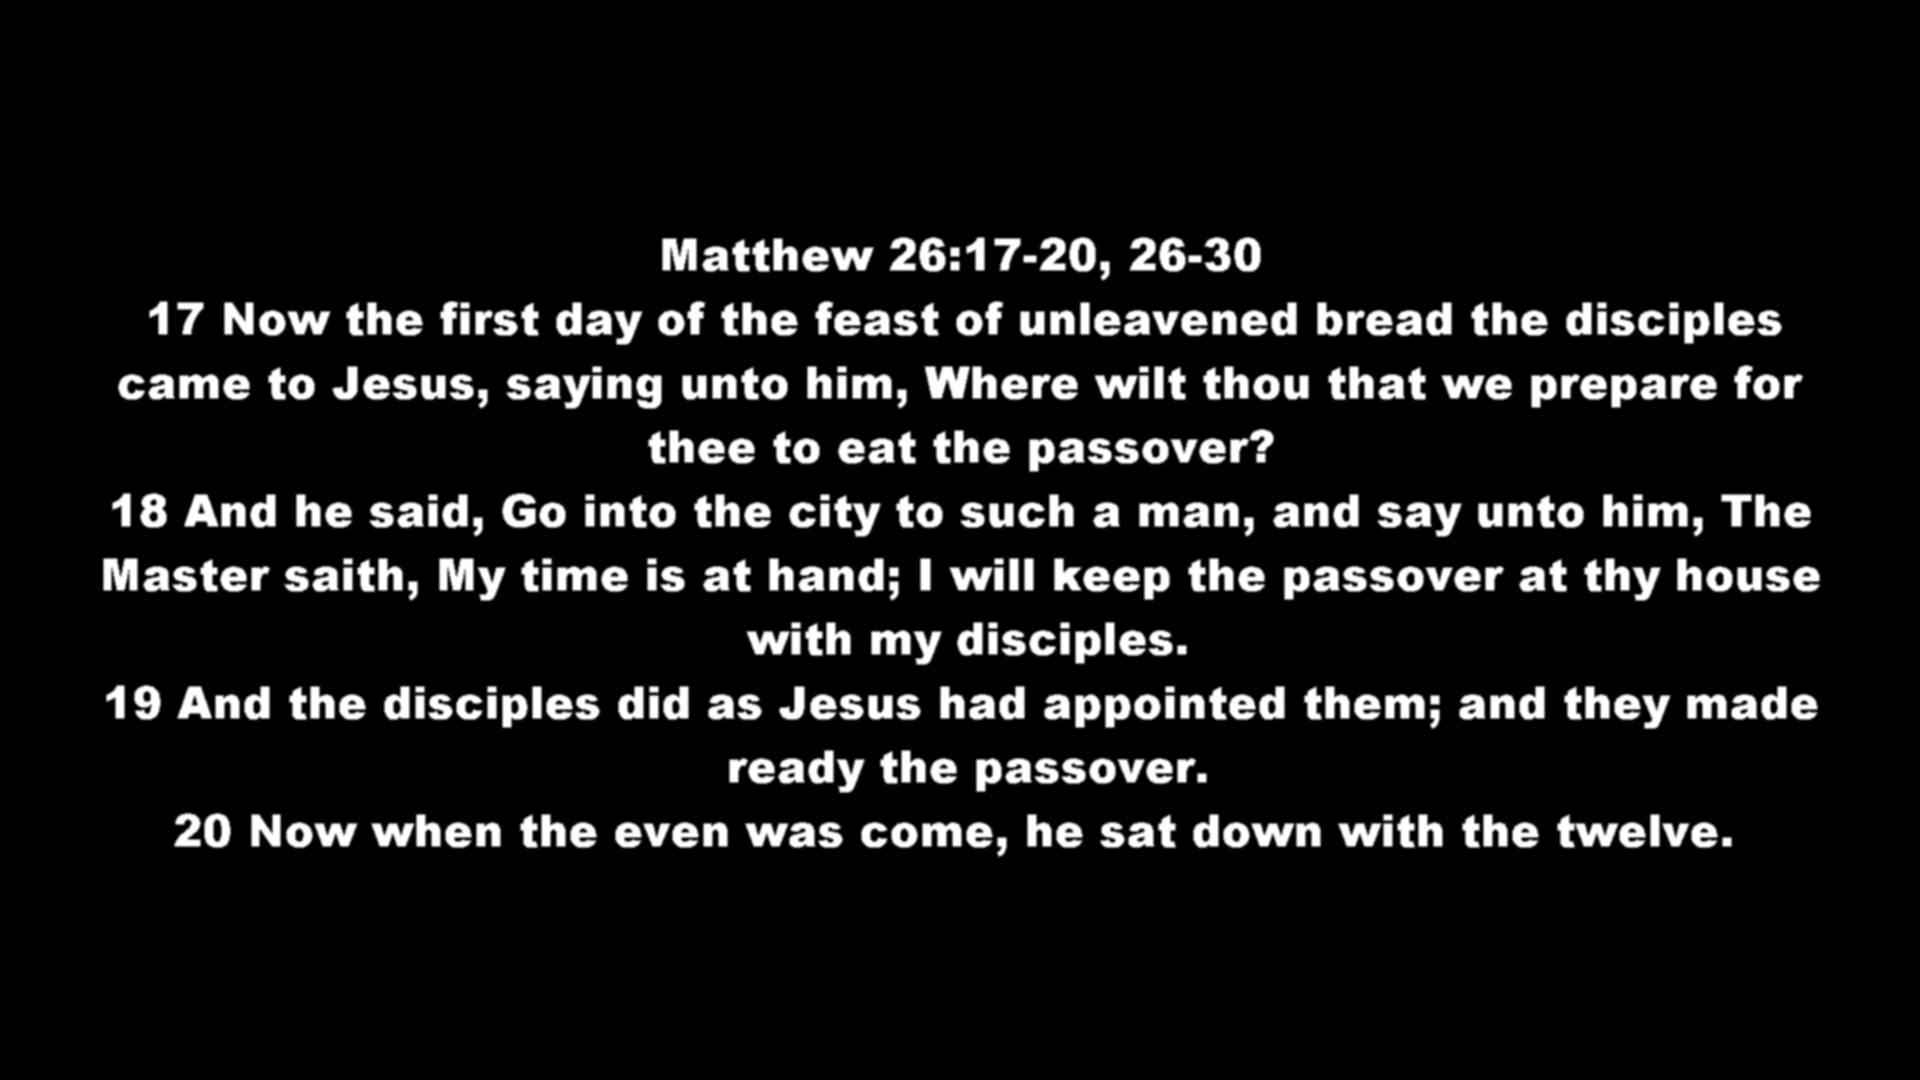 Matthew 26:17-20, 26-30
17 Now the first day of the feast of unleavened bread the disciples
came to Jesus, saying unto him, Where wilt thou that we prepare for
thee to eat the passover?
18 And he said, Go into the city to such a man, and say unto him, The
Master saith, My time is at hand; I will keep the passover at thy house
with my disciples.
19 And the disciples did as Jesus had appointed them; and they made
ready the passover.
20 Now when the even was come, he sat down with the twelve.